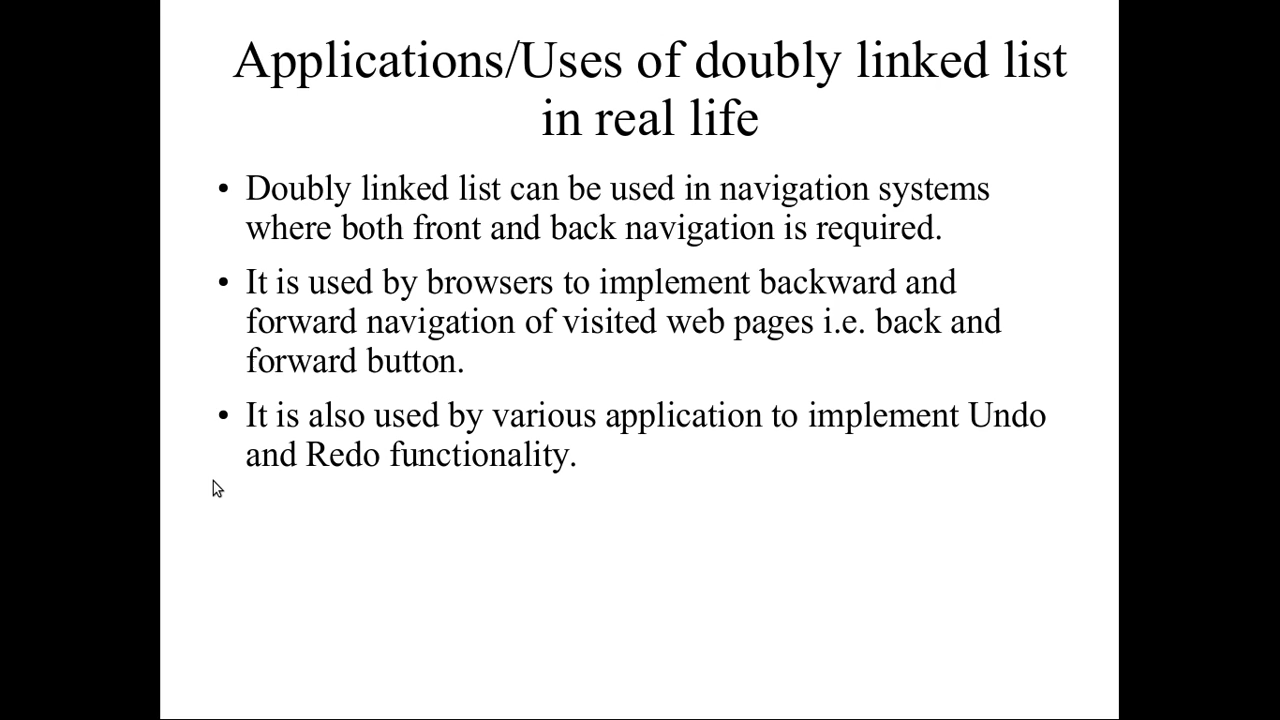 Applications/Uses of doubly linked list
in real life
• Doubly linked list can be used in navigation systems
where both front and back navigation is required.
• It is used by browsers to implement backward and
forward navigation of visited web pages i.e. back and
forward button.
• It is also used by various application to implement Undo
and Redo functionality.